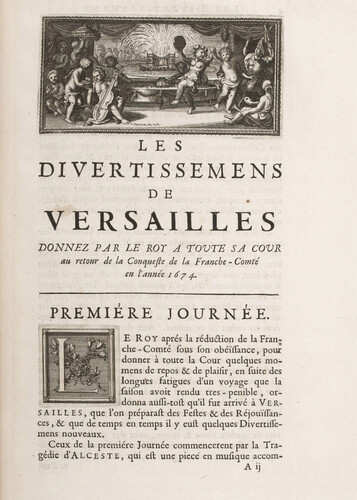 LES
DIVERTISSEMENS
DE
VERSAILLES
DONNEZ PAR LE ROY A TOUTE SA COUR
au retour de la Conqueste de la Franche-Comté
en l'année 1674.
PREMIÉRE JOURNÉE.
LE ROY aprés la réduction de la Fran-
che-Comté sous son obéissance, pour
donner à toute la Cour quelques mo-
mens de repos & de plaisir, en suite des
longues fatigues d'un voyage que la
saison avoit rendu tres-penible, or-
donna aussi-tost qu'il fut arrivé à VER-
SAILLES, que l'on préparast des Festes & des Réjoüissan-
ces, & que de temps en temps il y eust quelques Divertisse-
mens nouveaux.
Ceux de la premiére Journée commencerent par la Tra-
gédie d'ALCESTE, qui est une piece en musique accom-
A ij